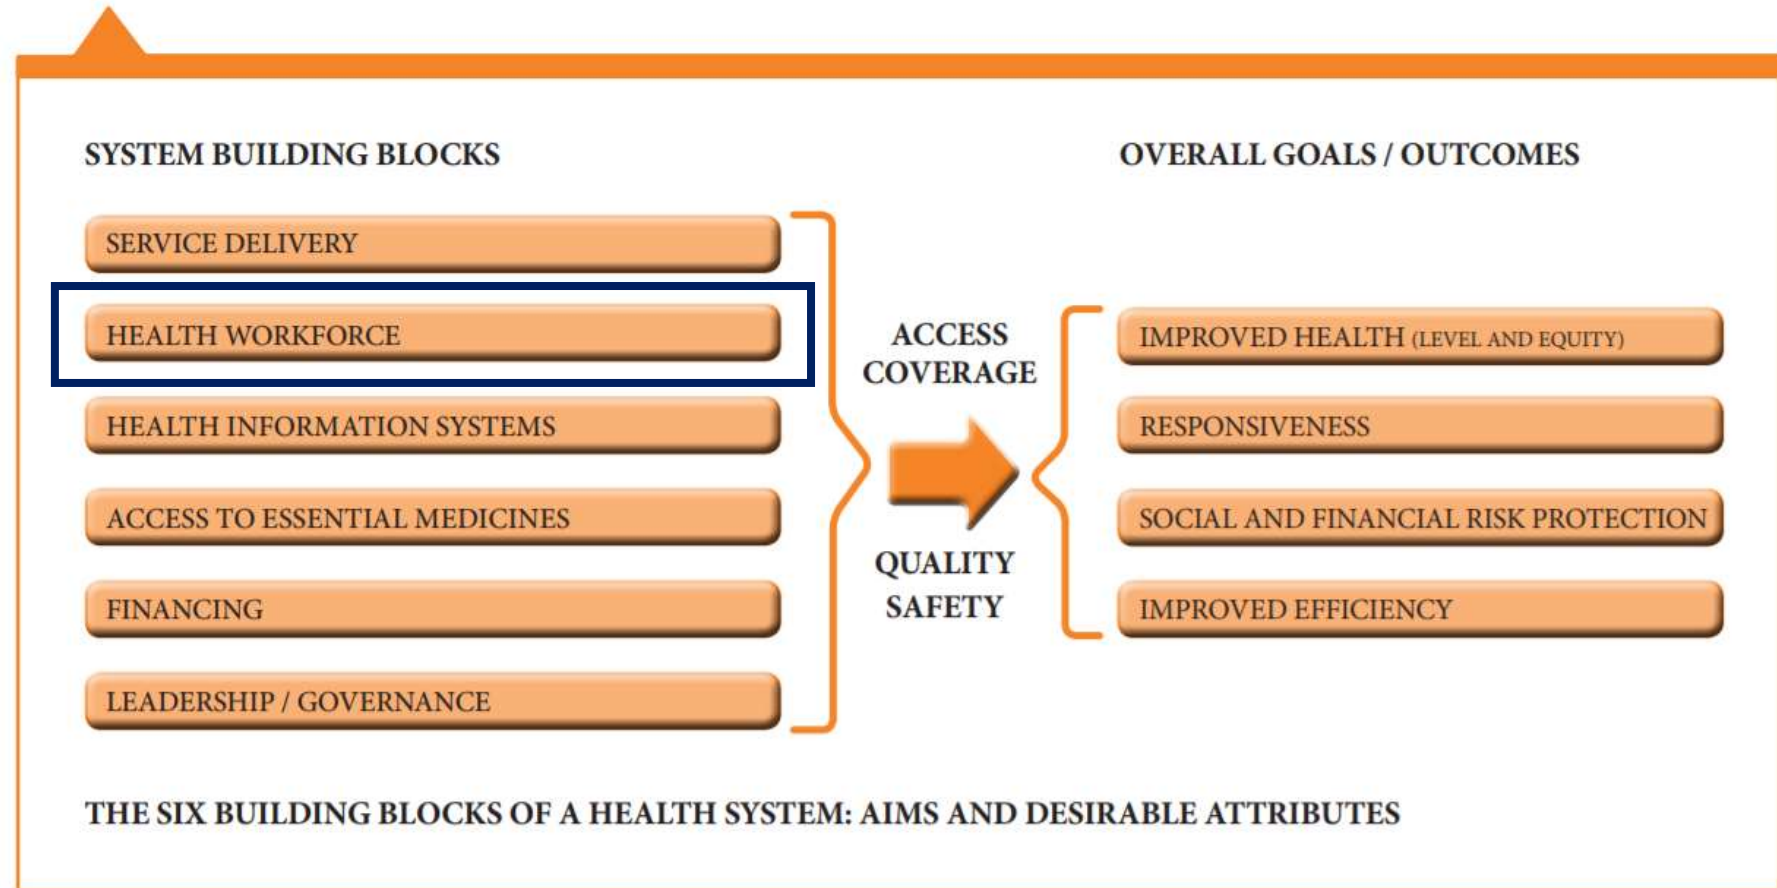 SYSTEM BUILDING BLOCKS
OVERALL GOALS / OUTCOMES
SERVICE DELIVERY
HEALTH WORKFORCE
HEALTH INFORMATION SYSTEMS
ACCESS TO ESSENTIAL MEDICINES
FINANCING
LEADERSHIP / GOVERNANCE
ACCESS
COVERAGE
QUALITY
SAFETY
IMPROVED HEALTH (LEVEL AND EQUITY)
RESPONSIVENESS
SOCIAL AND FINANCIAL RISK PROTECTION
IMPROVED EFFICIENCY
THE SIX BUILDING BLOCKS OF A HEALTH SYSTEM: AIMS AND DESIRABLE ATTRIBUTES